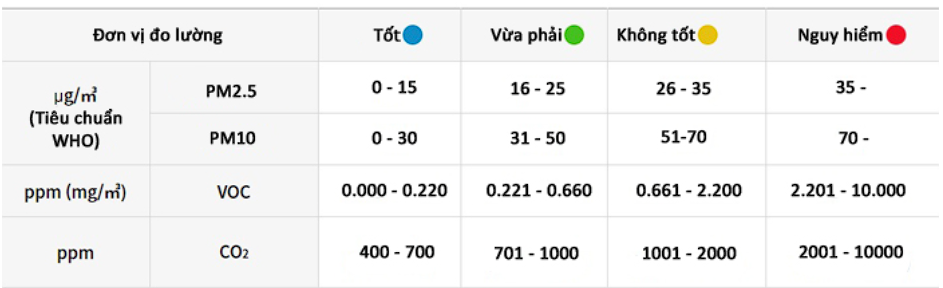 Đơn vị đo lường Tốt Vừa phải Không tốt Nguy hiểm
µg/㎥ (Tiêu chuẩn WHO) PM2.5 0 - 15 16 - 25 26 - 35 35 -
PM10 0 - 30 31 - 50 51-70 70 -
ppm (mg/㎥) VOC 0.000 - 0.220 0.221 - 0.660 0.661 - 2.200 2.201 - 10.000
ppm CO₂ 400 - 700 701 - 1000 1001 - 2000 2001 - 10000